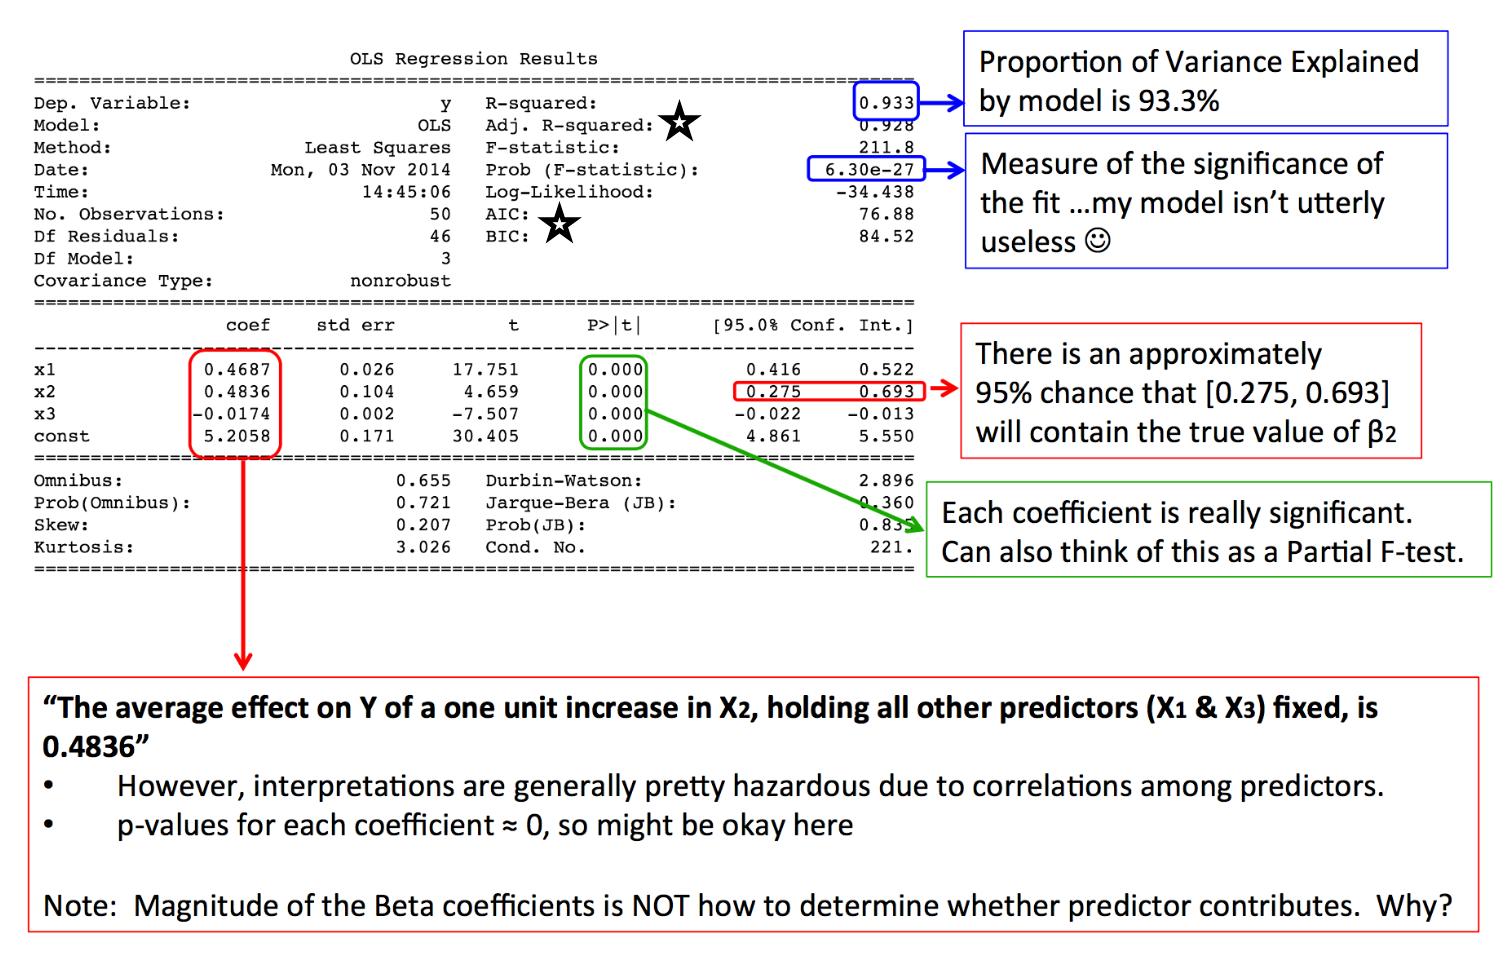 OLS Regression Results
==============================================================================
Dep. Variable: y R-squared: 0.933
Model: OLS Adj. R-squared: 0.928
Method: Least Squares F-statistic: 211.8
Date: Mon, 03 Nov 2014 Prob (F-statistic): 6.30e-27
Time: 14:45:06 Log-Likelihood: -34.438
No. Observations: 50 AIC: 76.88
Df Residuals: 46 BIC: 84.52
Df Model: 3
Covariance Type: nonrobust
==============================================================================
coef std err t P>|t| [95.0% Conf. Int.]
------------------------------------------------------------------------------
x1 0.4687 0.026 17.751 0.000 0.416 0.522
x2 0.4836 0.104 4.659 0.000 0.275 0.693
x3 -0.0174 0.002 -7.507 0.000 -0.022 -0.013
const 5.2058 0.171 30.405 0.000 4.861 5.550
==============================================================================
Omnibus: 0.655 Durbin-Watson: 2.896
Prob(Omnibus): 0.721 Jarque-Bera (JB): 0.360
Skew: 0.207 Prob(JB): 0.835
Kurtosis: 3.026 Cond. No. 221.
==============================================================================
Proportion of Variance Explained
by model is 93.3%
Measure of the significance of
the fit …my model isn’t utterly
useless ☺
There is an approximately
95% chance that [0.275, 0.693]
will contain the true value of β2
Each coefficient is really significant.
Can also think of this as a Partial F-test.
“The average effect on Y of a one unit increase in X2, holding all other predictors (X1 & X3) fixed, is
0.4836”
• However, interpretations are generally pretty hazardous due to correlations among predictors.
• p-values for each coefficient ≈ 0, so might be okay here
Note: Magnitude of the Beta coefficients is NOT how to determine whether predictor contributes. Why?